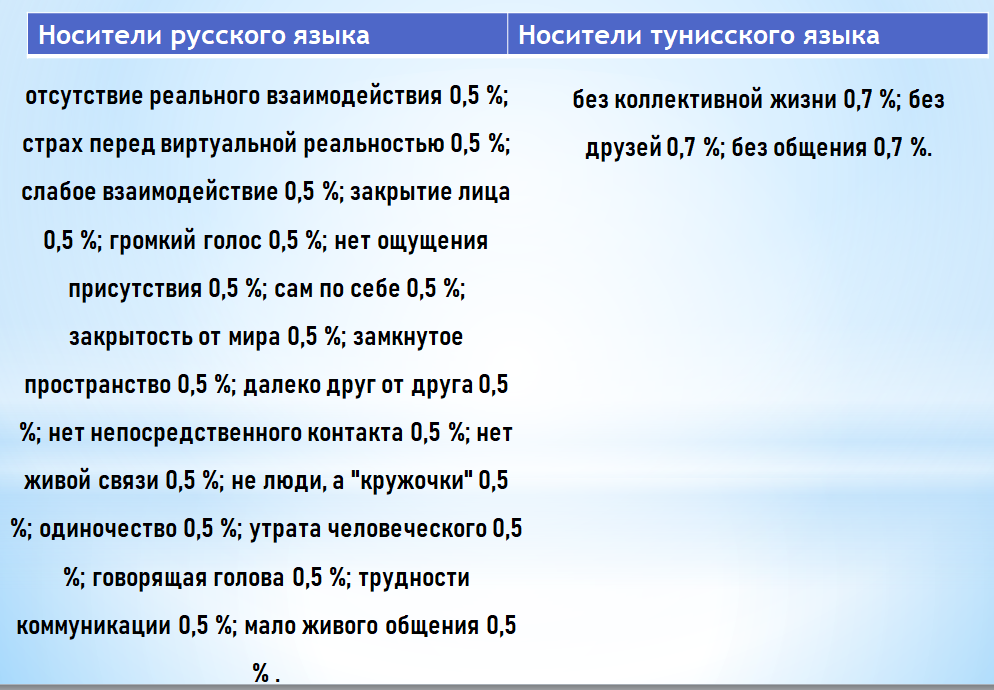 Носители русского языка
Носители тунисского языка
отсутствие реального взаимодействия 0,5 %;
страх перед виртуальной реальностью 0,5 %;
слабое взаимодействие 0,5 %; закрытие лица
0,5 %; громкий голос 0,5 %; нет ощущения
присутствия 0,5 %; сам по себе 0,5 %;
закрытость от мира 0,5 %; замкнутое
пространство 0,5 %; далеко друг от друга 0,5
%; нет непосредственного контакта 0,5 %; нет
живой связи 0,5 %; не люди, а "кружочки" 0,5
%; одиночество 0,5 %; утрата человеческого 0,5
%; говорящая голова 0,5 %; трудности
коммуникации 0,5 %; мало живого общения 0,5
% .
без коллективной жизни 0,7 %; без
друзей 0,7 %; без общения 0,7 %.